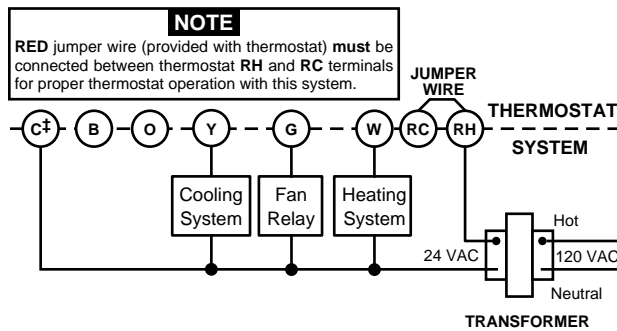 NOTE
RED jumper wire (provided with thermostat) must be
connected between thermostat RH and RC terminals
for proper thermostat operation with this system.
JUMPER
WIRE
C‡ B O Y G W RC RH THERMOSTAT
SYSTEM
Cooling
System
Fan
Relay
Heating
System
Hot
24 VAC
120 VAC
Neutral
TRANSFORMER